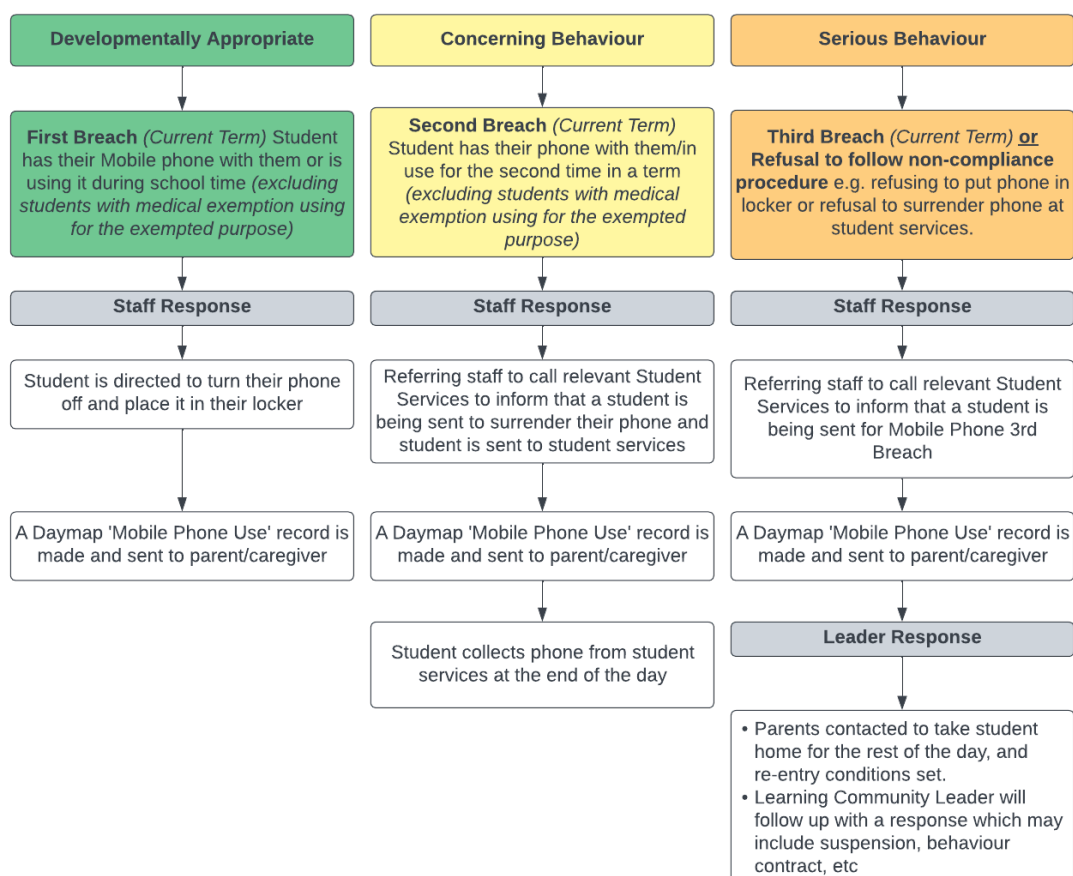 Developmentally Appropriate
First Breach (Current Term) Student
has their Mobile phone with them or is
using it during school time (excluding
students with medical exemption using
for the exempted purpose)
Staff Response
Student is directed to turn their phone
off and place it in their locker
A Daymap 'Mobile Phone Use' record is
made and sent to parent/caregiver
Concerning Behaviour
Second Breach (Current Term)
Student has their phone with them/in
use for the second time in a term
(excluding students with medical
exemption using for the exempted
purpose)
Staff Response
Referring staff to call relevant Student
Services to inform that a student is
being sent to surrender their phone and
student is sent to student services
A Daymap 'Mobile Phone Use' record is
made and sent to parent/caregiver
Student collects phone from student
services at the end of the day
Serious Behaviour
Third Breach (Current Term) or
Refusal to follow non-compliance
procedure e.g. refusing to put phone in
locker or refusal to surrender phone at
student services.
Staff Response
Referring staff to call relevant Student
Services to inform that a student is
being sent for Mobile Phone 3rd
Breach
A Daymap 'Mobile Phone Use' record is
made and sent to parent/caregiver
Leader Response
• Parents contacted to take student
home for the rest of the day, and
re-entry conditions set.
• Learning Community Leader will
follow up with a response which may
include suspension, behaviour
contract, etc